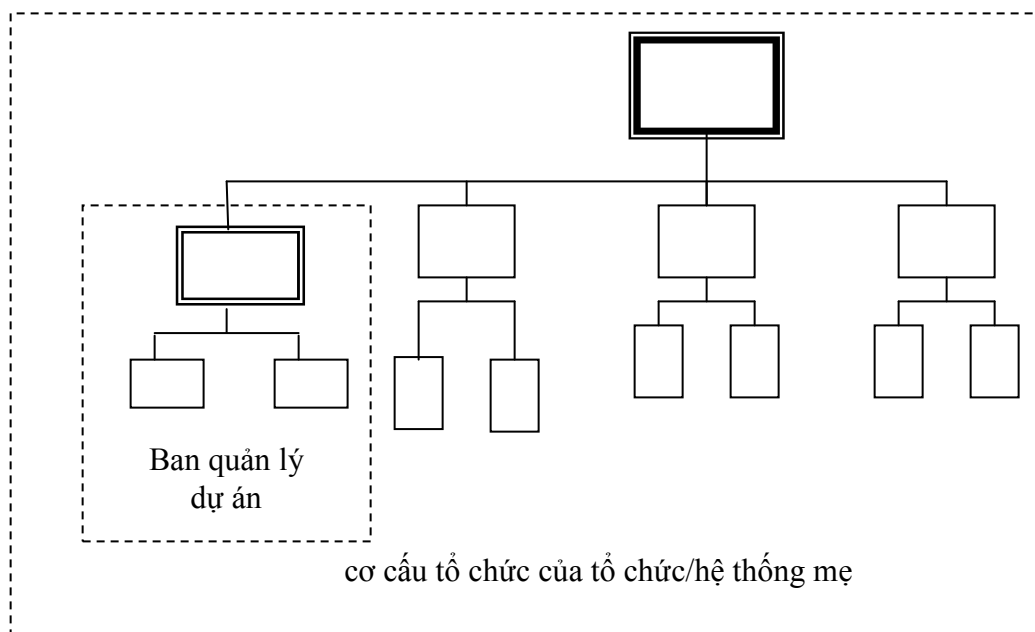 Ban quản lý
dự án
cơ cấu tổ chức của tổ chức/hệ thống mẹ